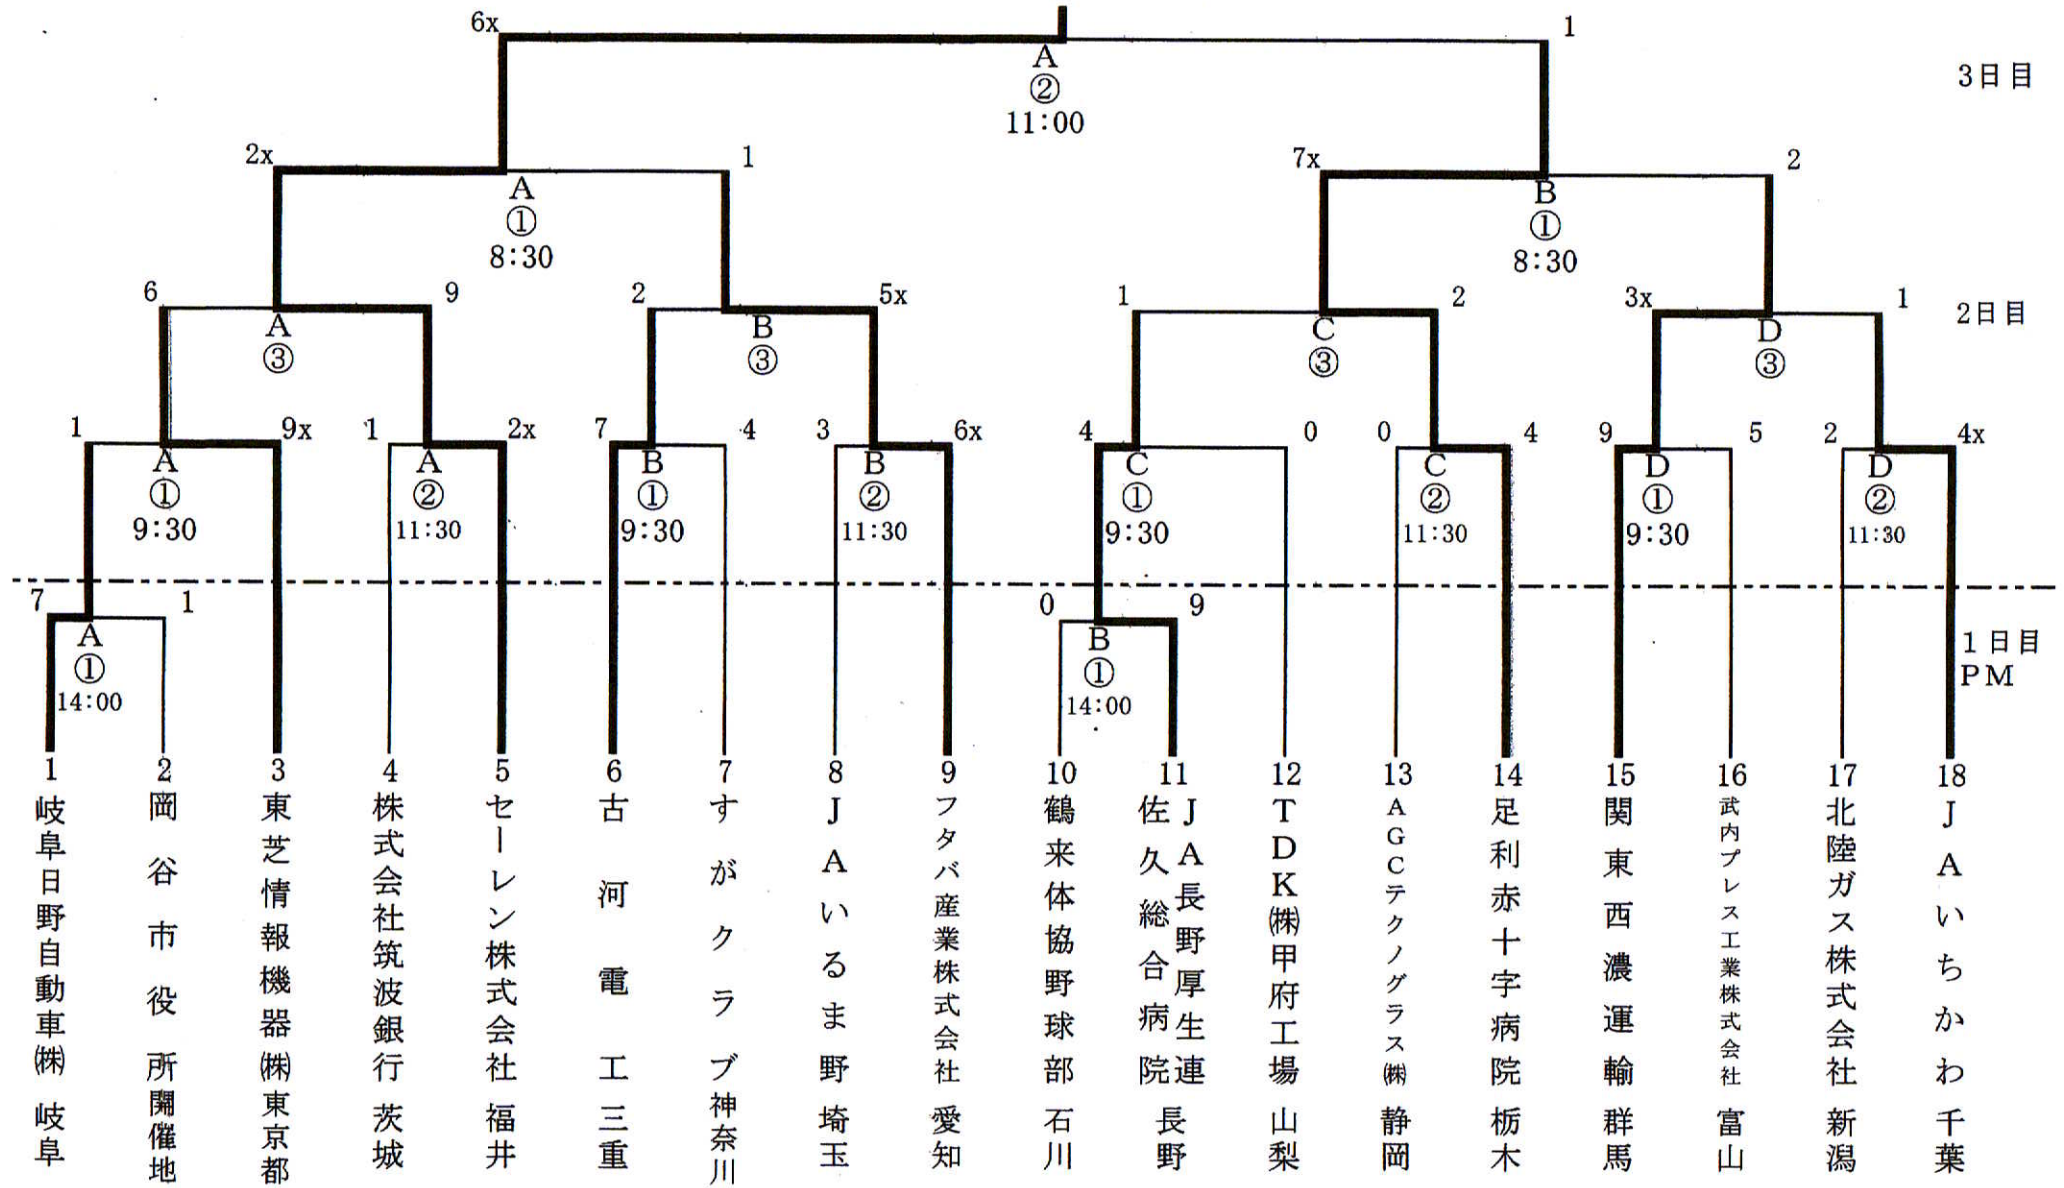 6x
1
A
②
11:00
3日目
2x
1
A
①
8:30
7x
2
B
①
8:30
6
9
A
③
2
5x
B
③
1
2
C
③
3x
1
D
③
2日目
1
9x
A
①
9:30
1
2x
A
②
11:30
7
4
B
①
9:30
3
6x
B
②
11:30
4
0
C
①
9:30
0
4
C
②
11:30
9
5
D
①
9:30
2
4x
D
②
11:30
7
1
A
①
14:00
0
9
B
①
14:00
1日目
PM
1
岐阜日野自動車㈱ 岐阜
2
岡谷市役所 開催地
3
東芝情報機器㈱ 東京都
4
株式会社筑波銀行 茨城
5
セーレン株式会社 福井
6
古河電工 三重
7
すがクラブ 神奈川
8
JAいるま野 埼玉
9
フタバ産業株式会社 愛知
10
鶴来体協野球部 石川
11
JA長野厚生連
佐久総合病院
長野
12
TDK㈱甲府工場 山梨
13
AGCテクノグラス㈱ 静岡
14
足利赤十字病院 栃木
15
関東西濃運輸 群馬
16
武内プレス工業株式会社 富山
17
北陸ガス株式会社 新潟
18
JAいちかわ 千葉